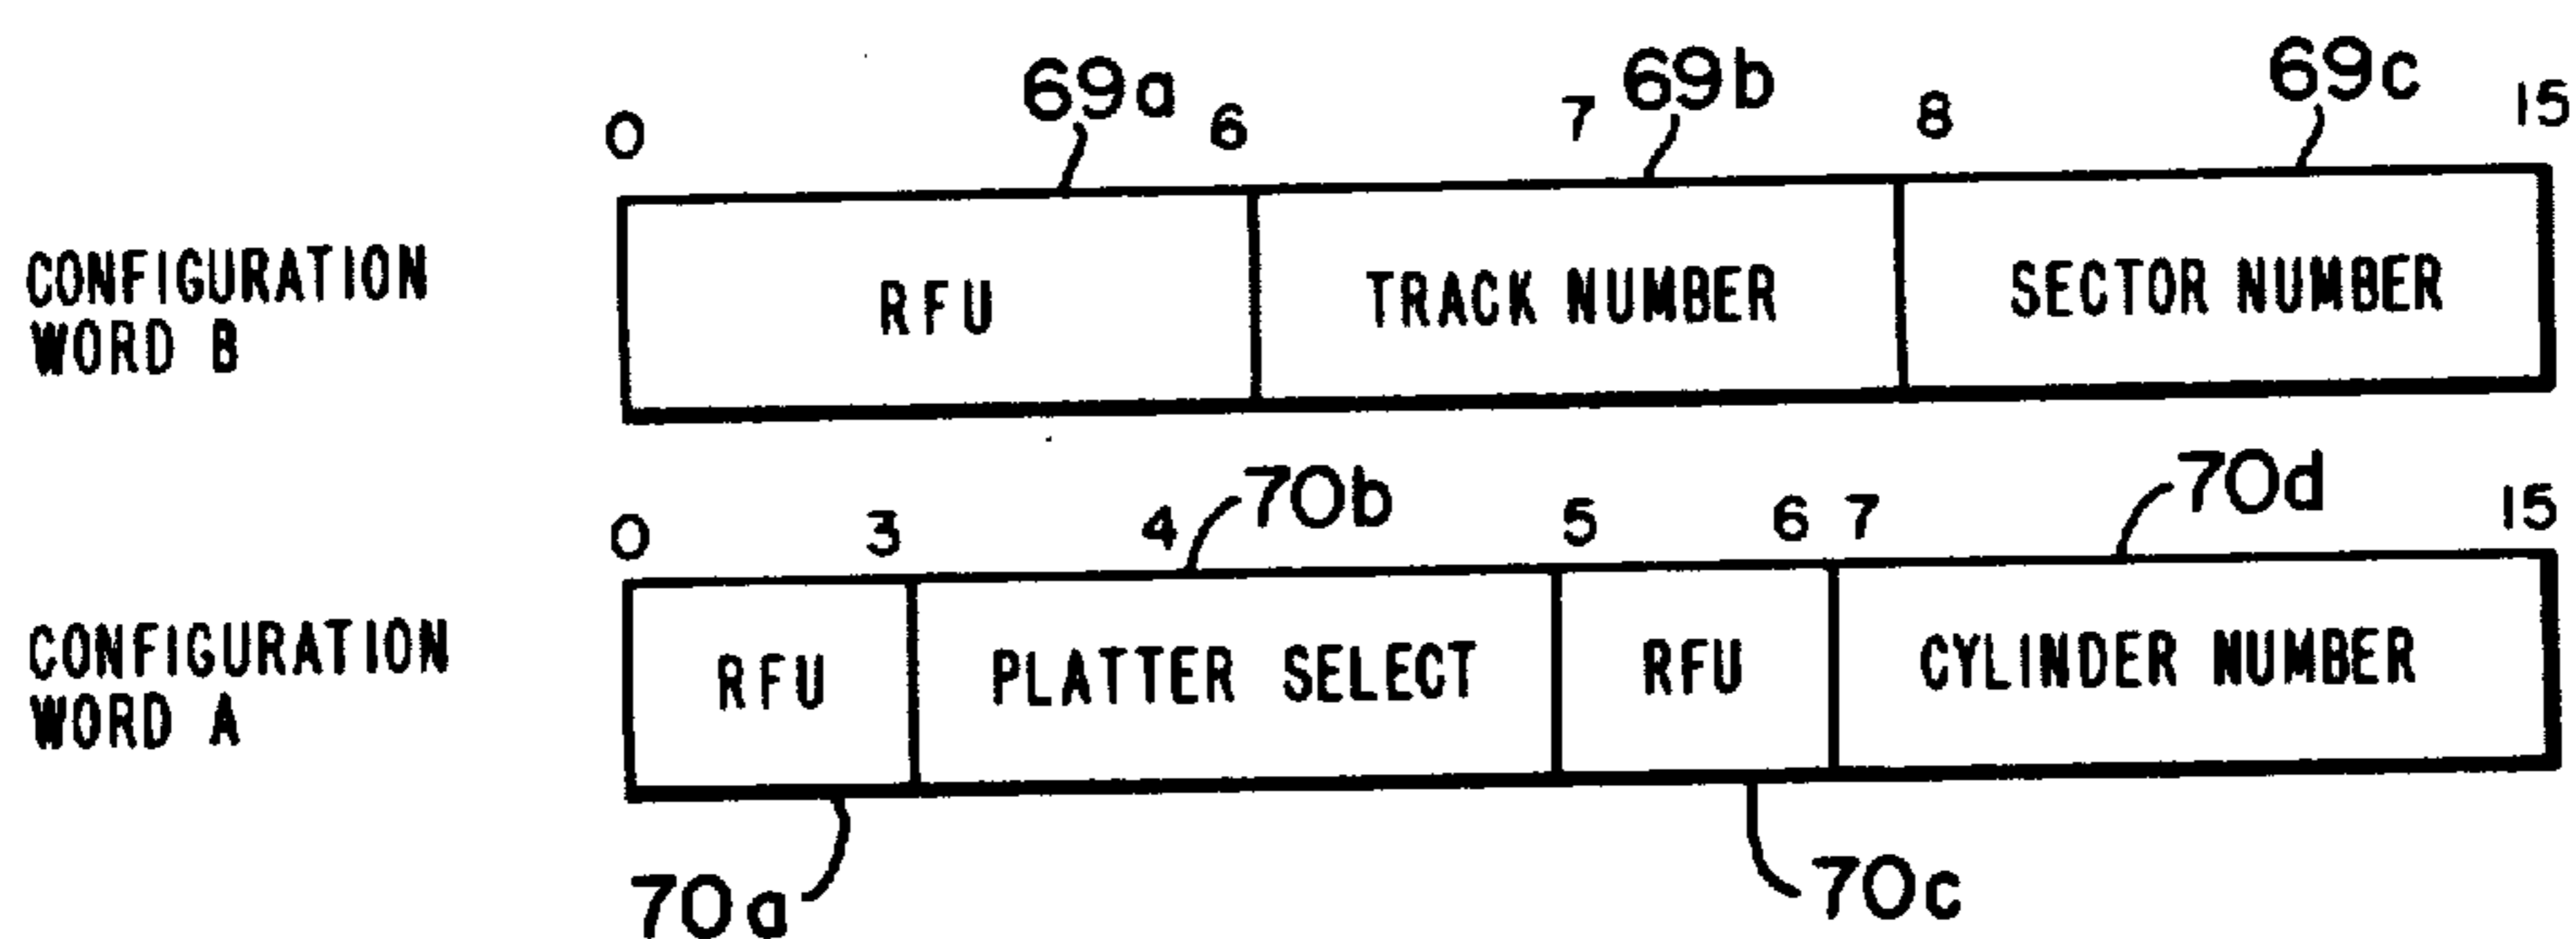 69a 69b 69c
0 6 7 8 15
CONFIGURATION
WORD B
RFU TRACK NUMBER SECTOR NUMBER
70b 70d
0 3 4 5 6 7 15
CONFIGURATION
WORD A
RFU PLATTER SELECT RFU CYLINDER NUMBER
70a 70c